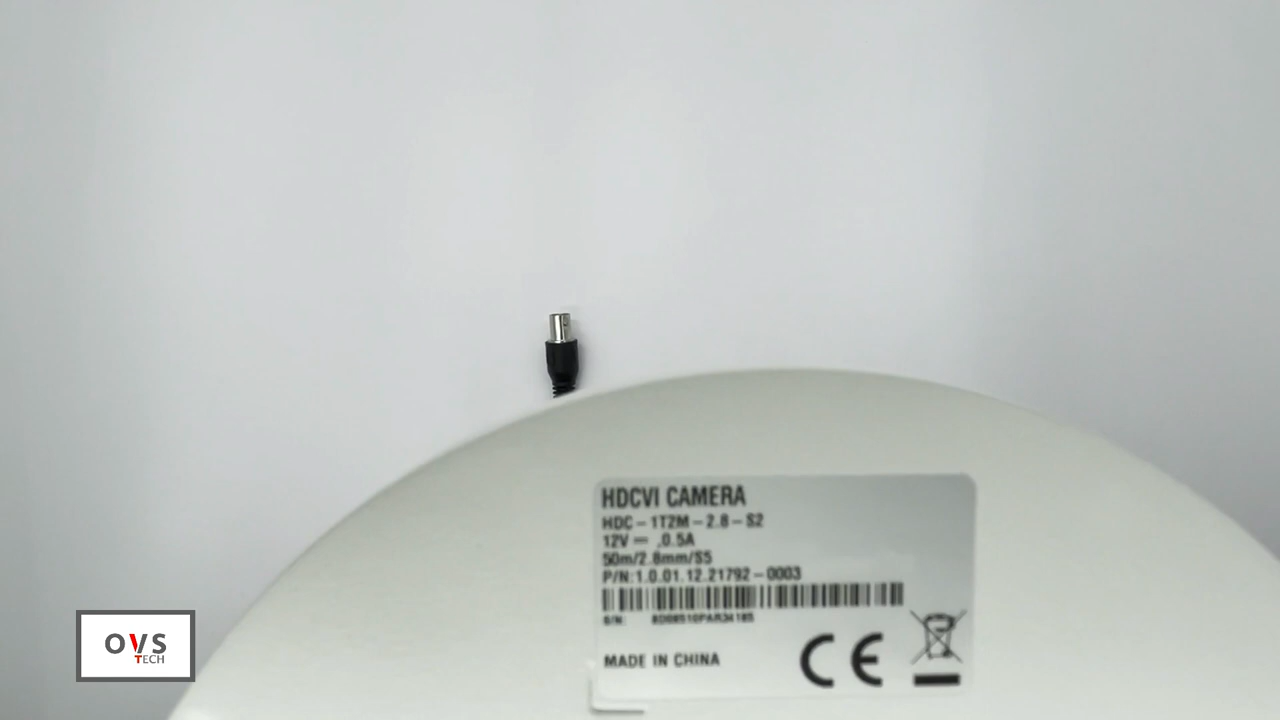 HDCVI CAMERA
HDC-1T2M-2.8-S2
12V⎓,0.5A
50m/2.8mm/S5
P/N:1.0.01.12.21792-0003
S/N:
MADE IN CHINA
CE
OVS
TECH